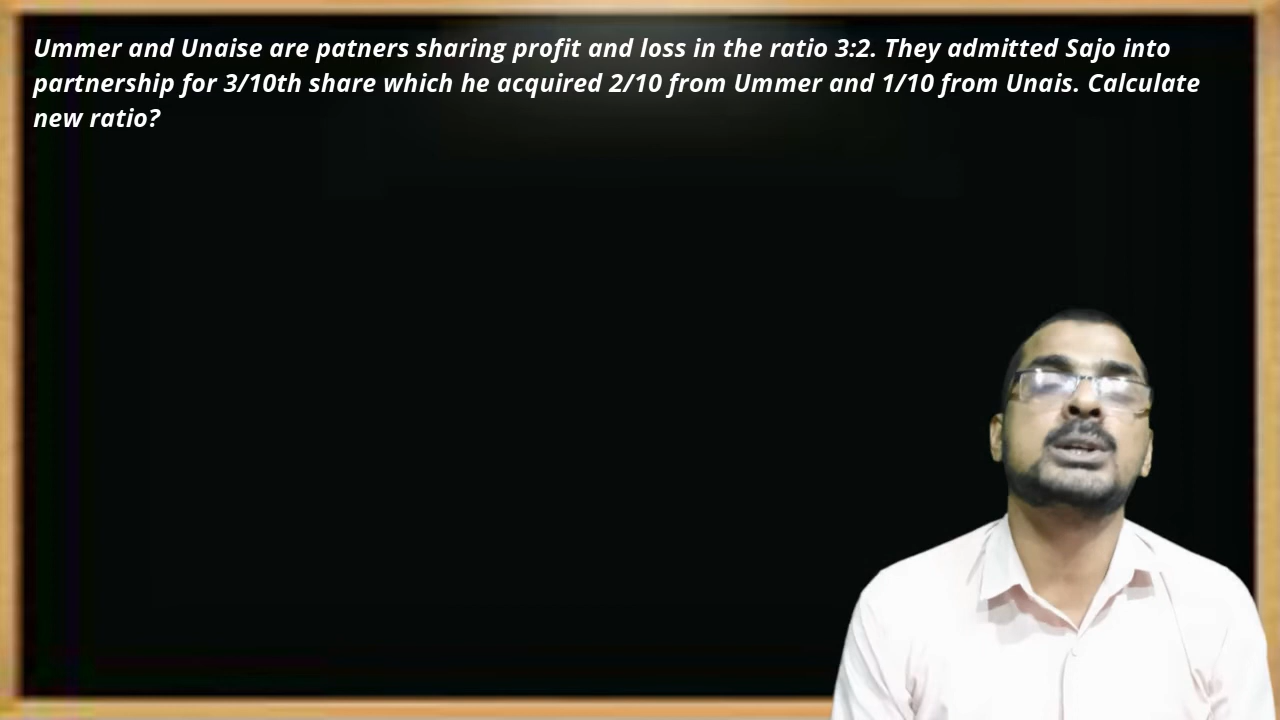 Ummer and Unaise are patners sharing profit and loss in the ratio 3:2. They admitted Sajo into
partnership for 3/10th share which he acquired 2/10 from Ummer and 1/10 from Unais. Calculate
new ratio?